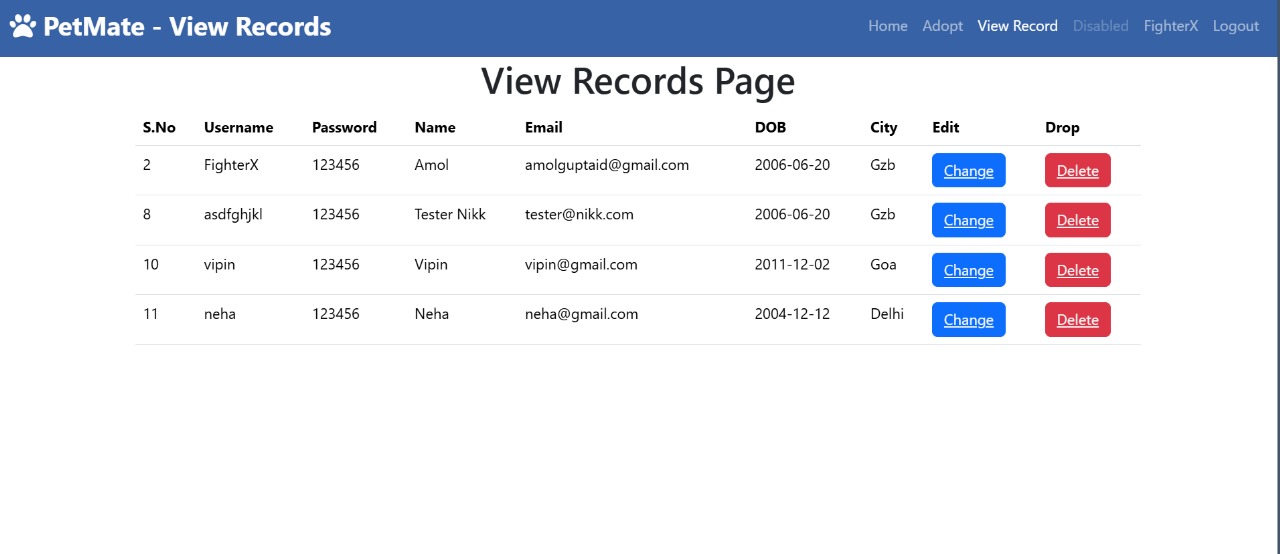 PetMate - View Records Home Adopt View Record Disabled FighterX Logout
View Records Page
S.No Username Password Name Email DOB City Edit Drop
2 FighterX 123456 Amol amolguptaid@gmail.com 2006-06-20 Gzb Change Delete
8 asdfghjkl 123456 Tester Nikk tester@nikk.com 2006-06-20 Gzb Change Delete
10 vipin 123456 Vipin vipin@gmail.com 2011-12-02 Goa Change Delete
11 neha 123456 Neha neha@gmail.com 2004-12-12 Delhi Change Delete